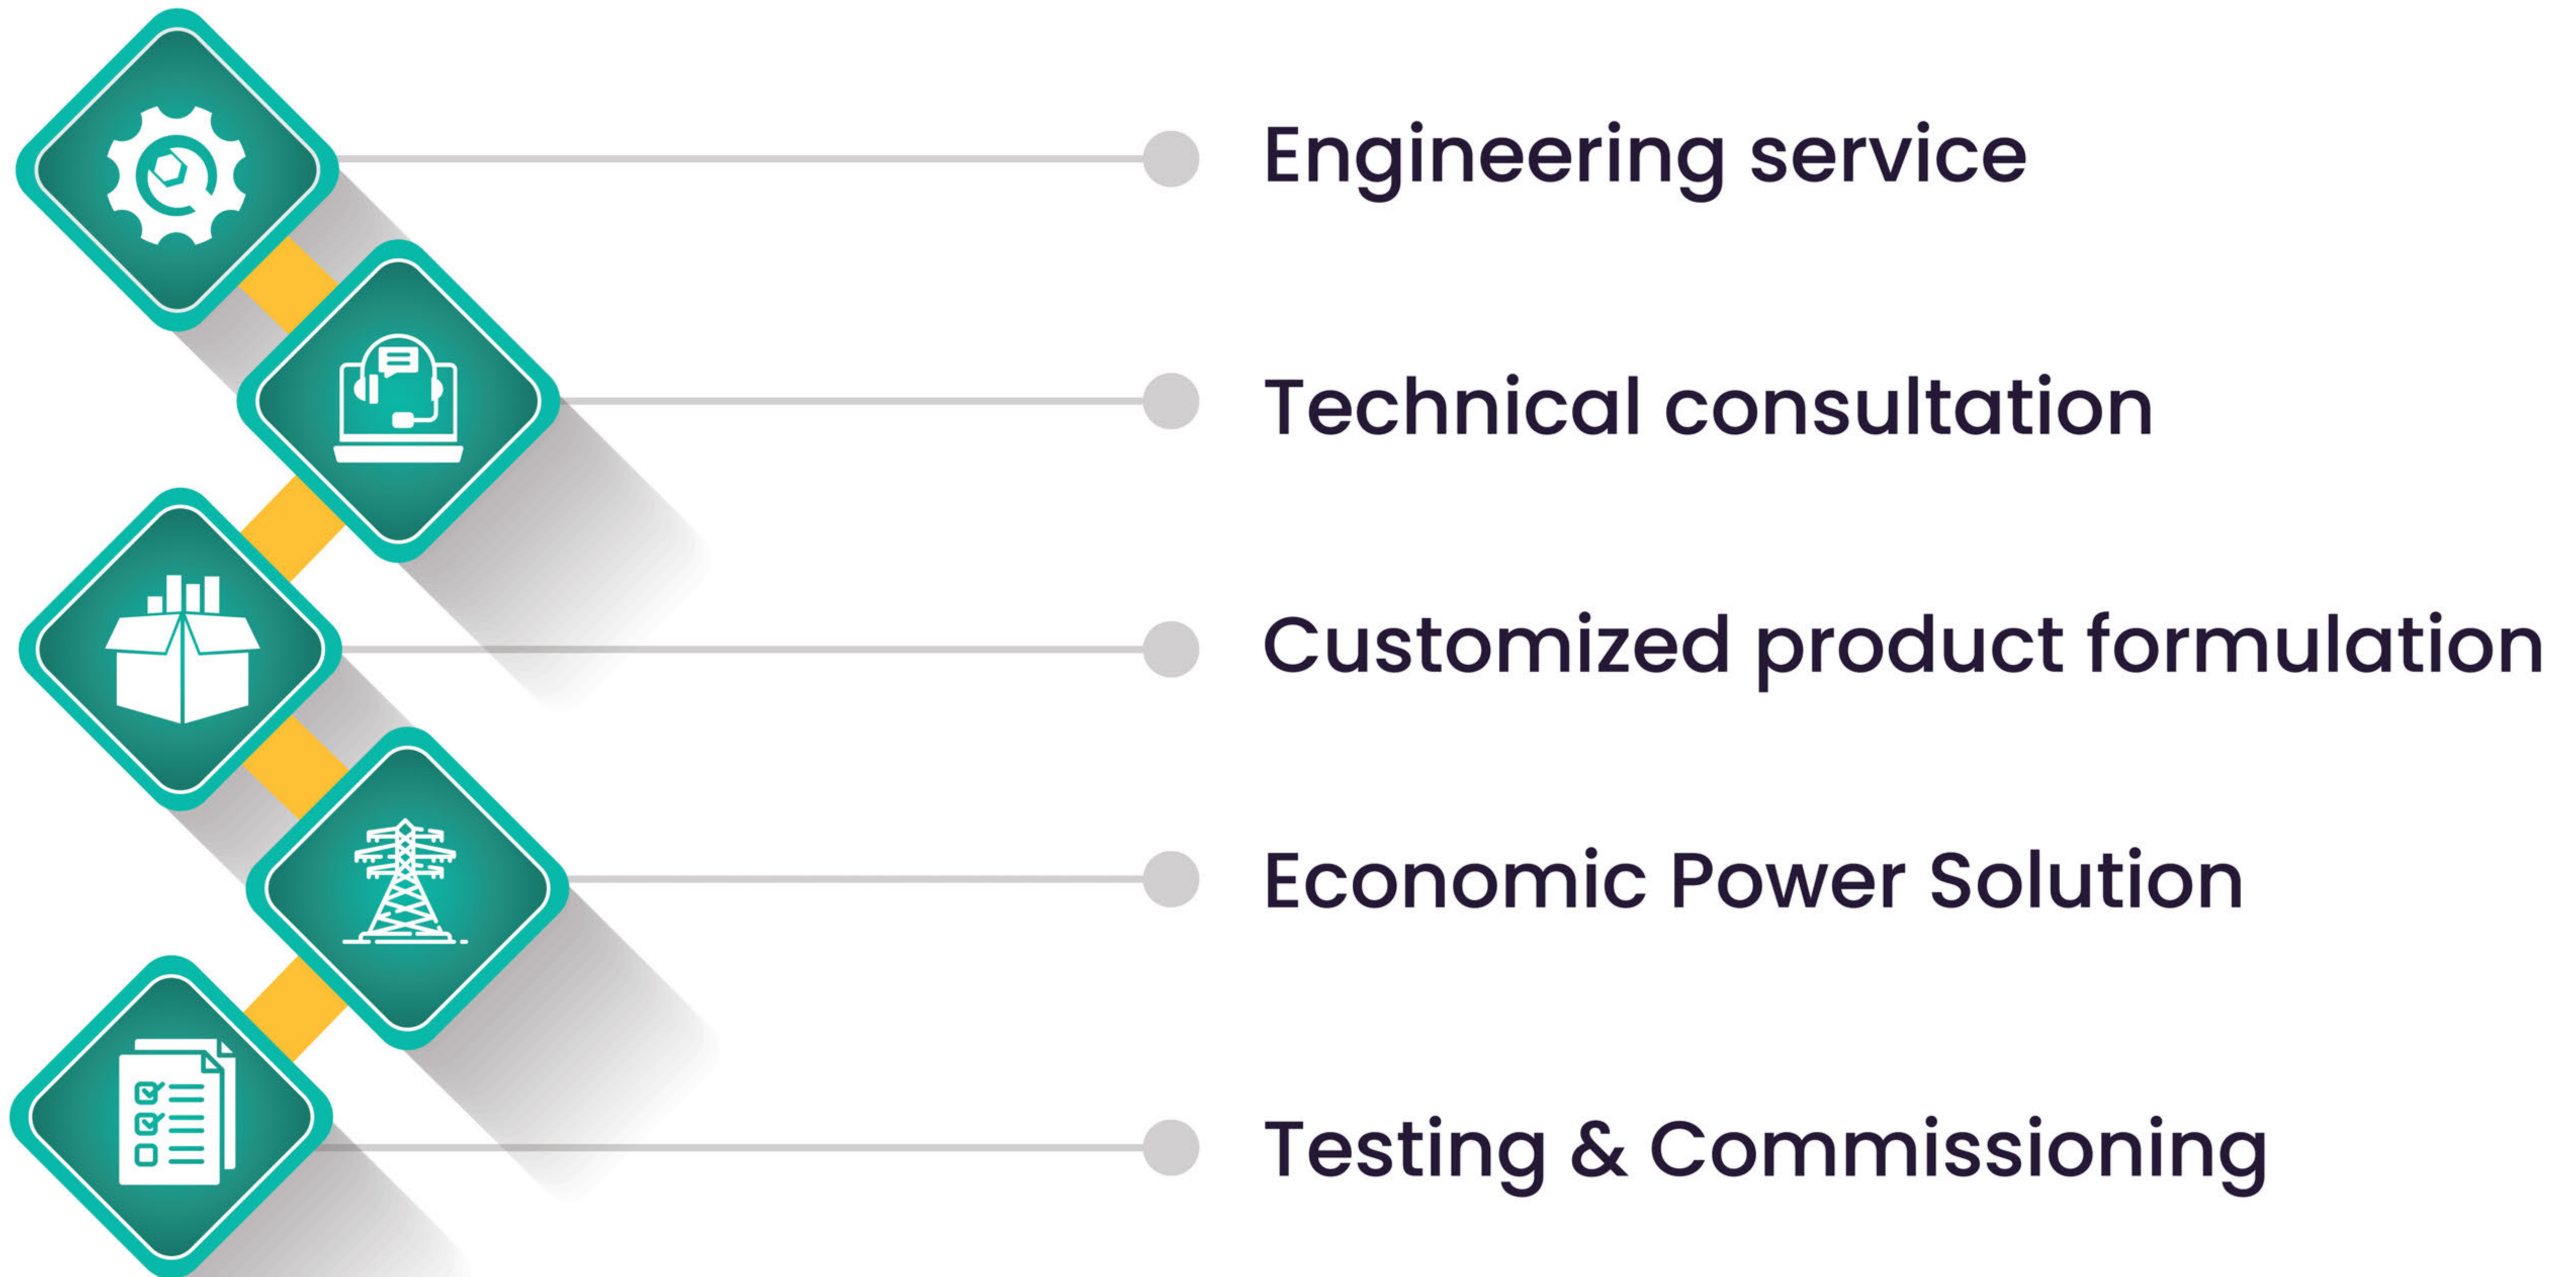 Engineering service
Technical consultation
Customized product formulation
Economic Power Solution
Testing & Commissioning